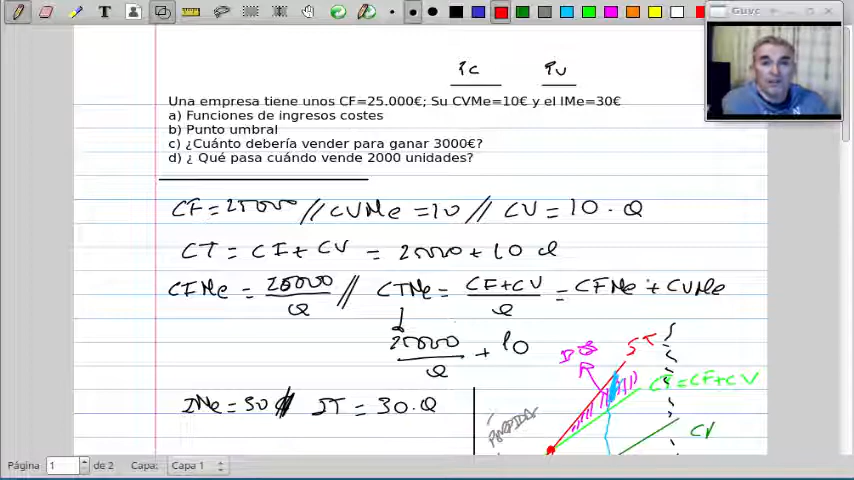 Guvc
Una empresa tiene unos CF=25.000€; Su CVMe=10€ y el IMe=30€
a) Funciones de ingresos costes
b) Punto umbral
c) ¿Cuánto debería vender para ganar 3000€?
d) ¿ Qué pasa cuándo vende 2000 unidades?
CF = 25000 // CVMe = 10 // CV = 10 · Q
CT = CF + CV = 25000 + 10 Q
CFMe = 25000 / Q // CTMe = CF+CV / Q = CFMe + CVMe
25000 / Q + 10
IMe = 30 // IT = 30 · Q
IT
CT = CF + CV
CV
Página 1 de 2 Capa: Capa 1